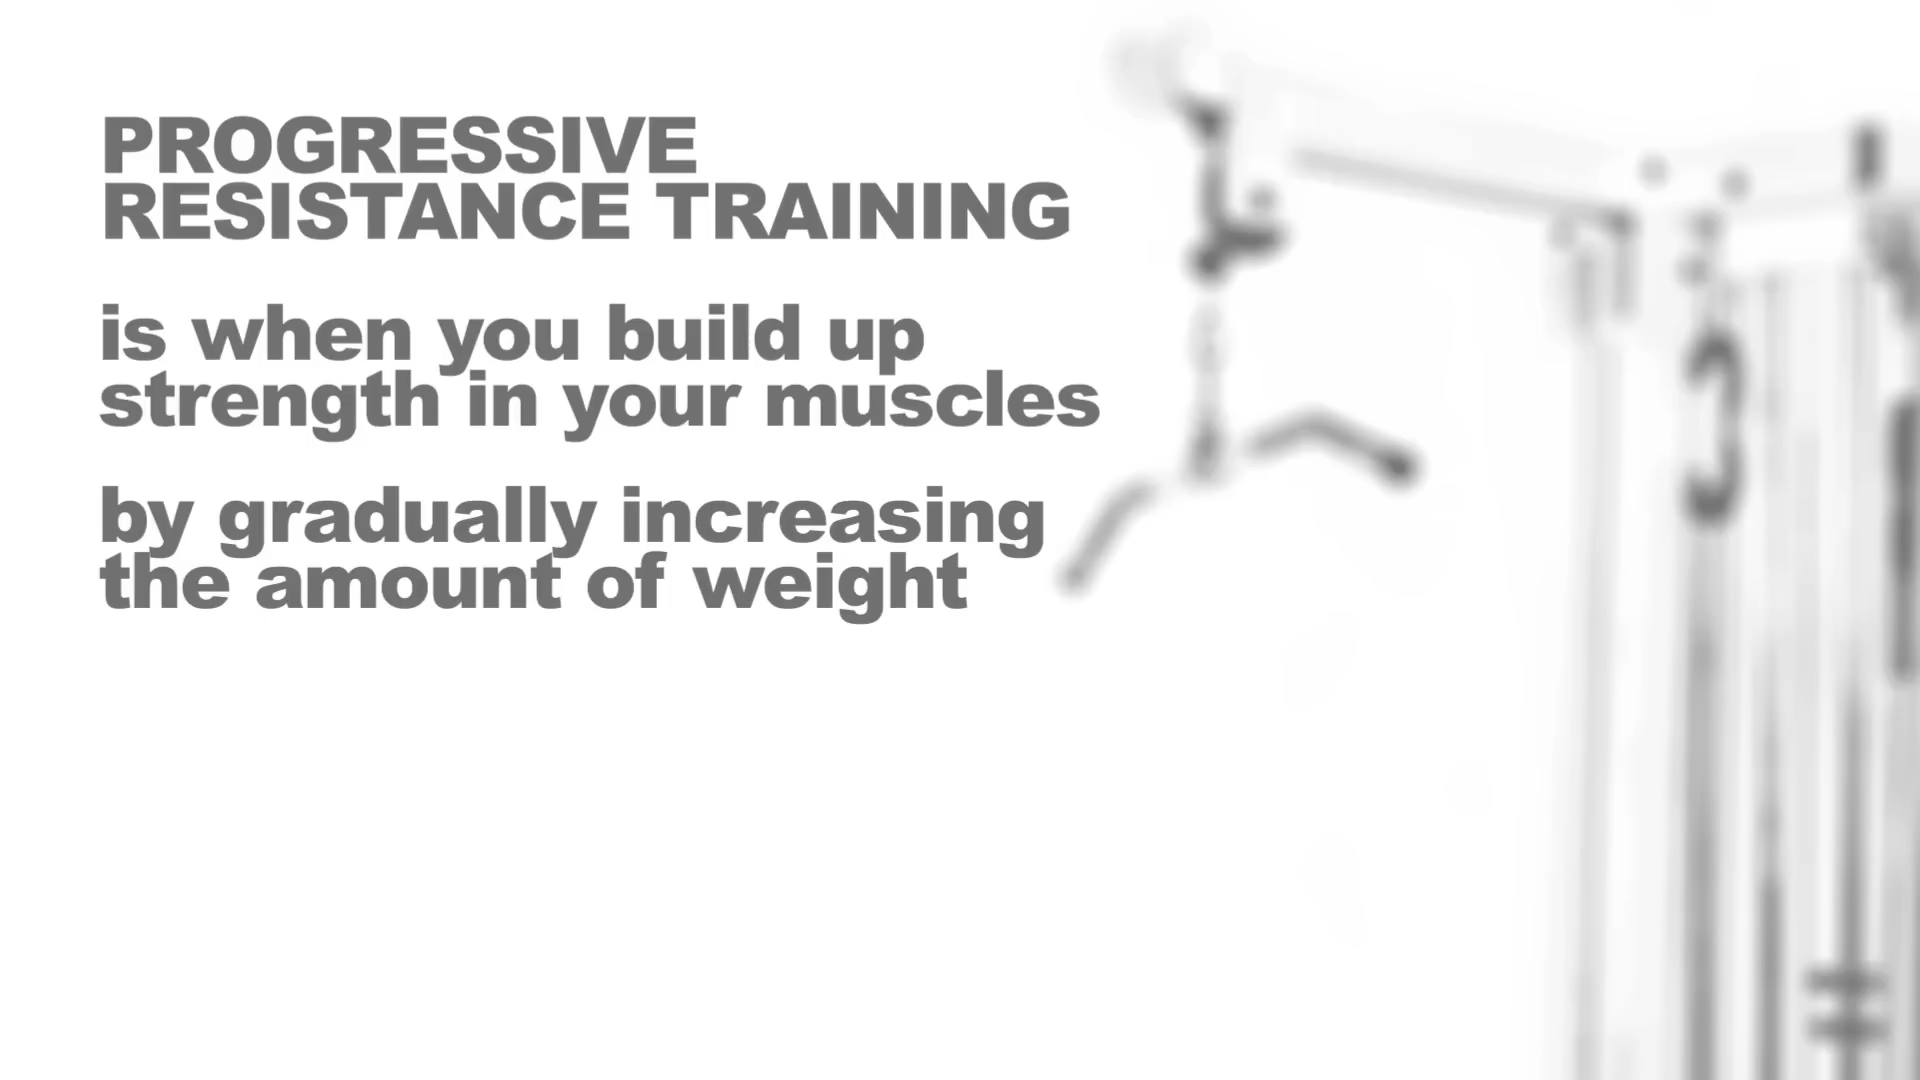 PROGRESSIVE
RESISTANCE TRAINING
is when you build up
strength in your muscles
by gradually increasing
the amount of weight